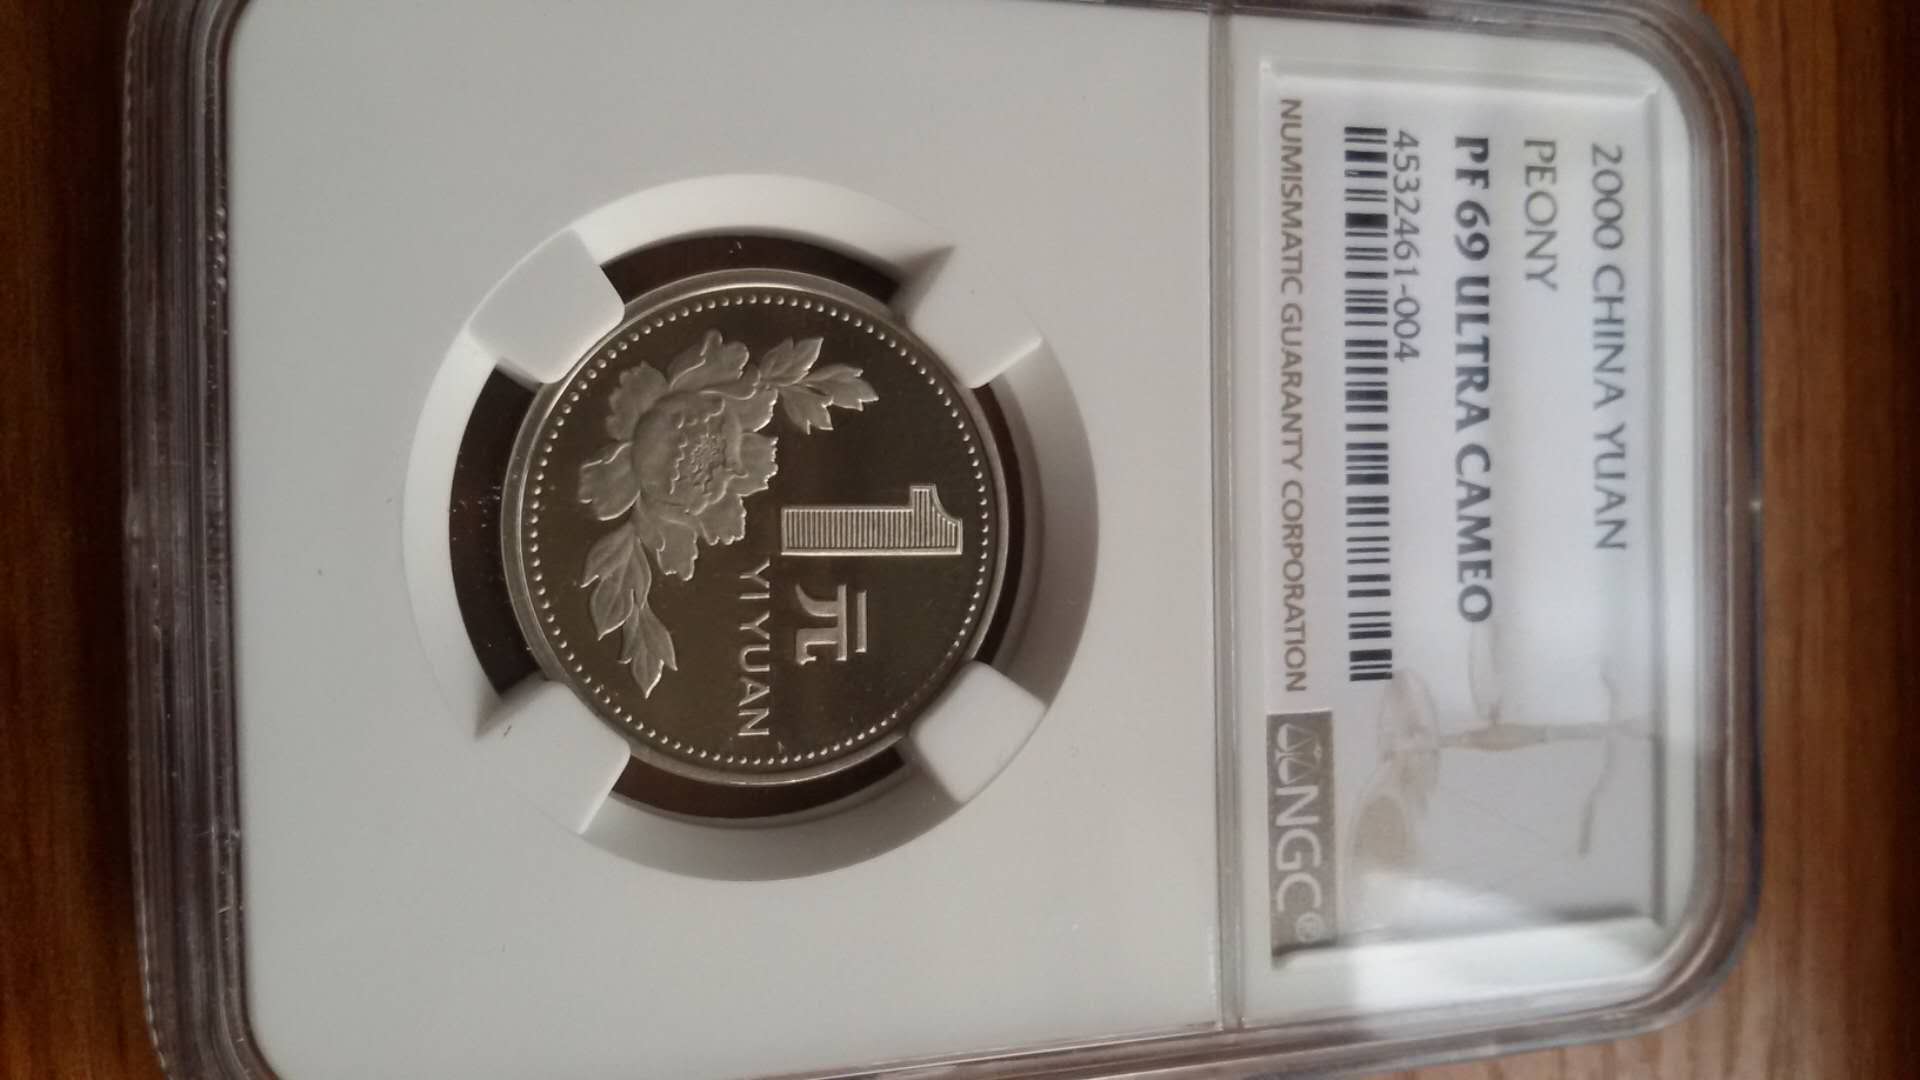 2000 CHINA YUAN
PEONY
PF 69 ULTRA CAMEO
4532461-004
NUMISMATIC GUARANTY CORPORATION
NGC®
1元
YI YUAN